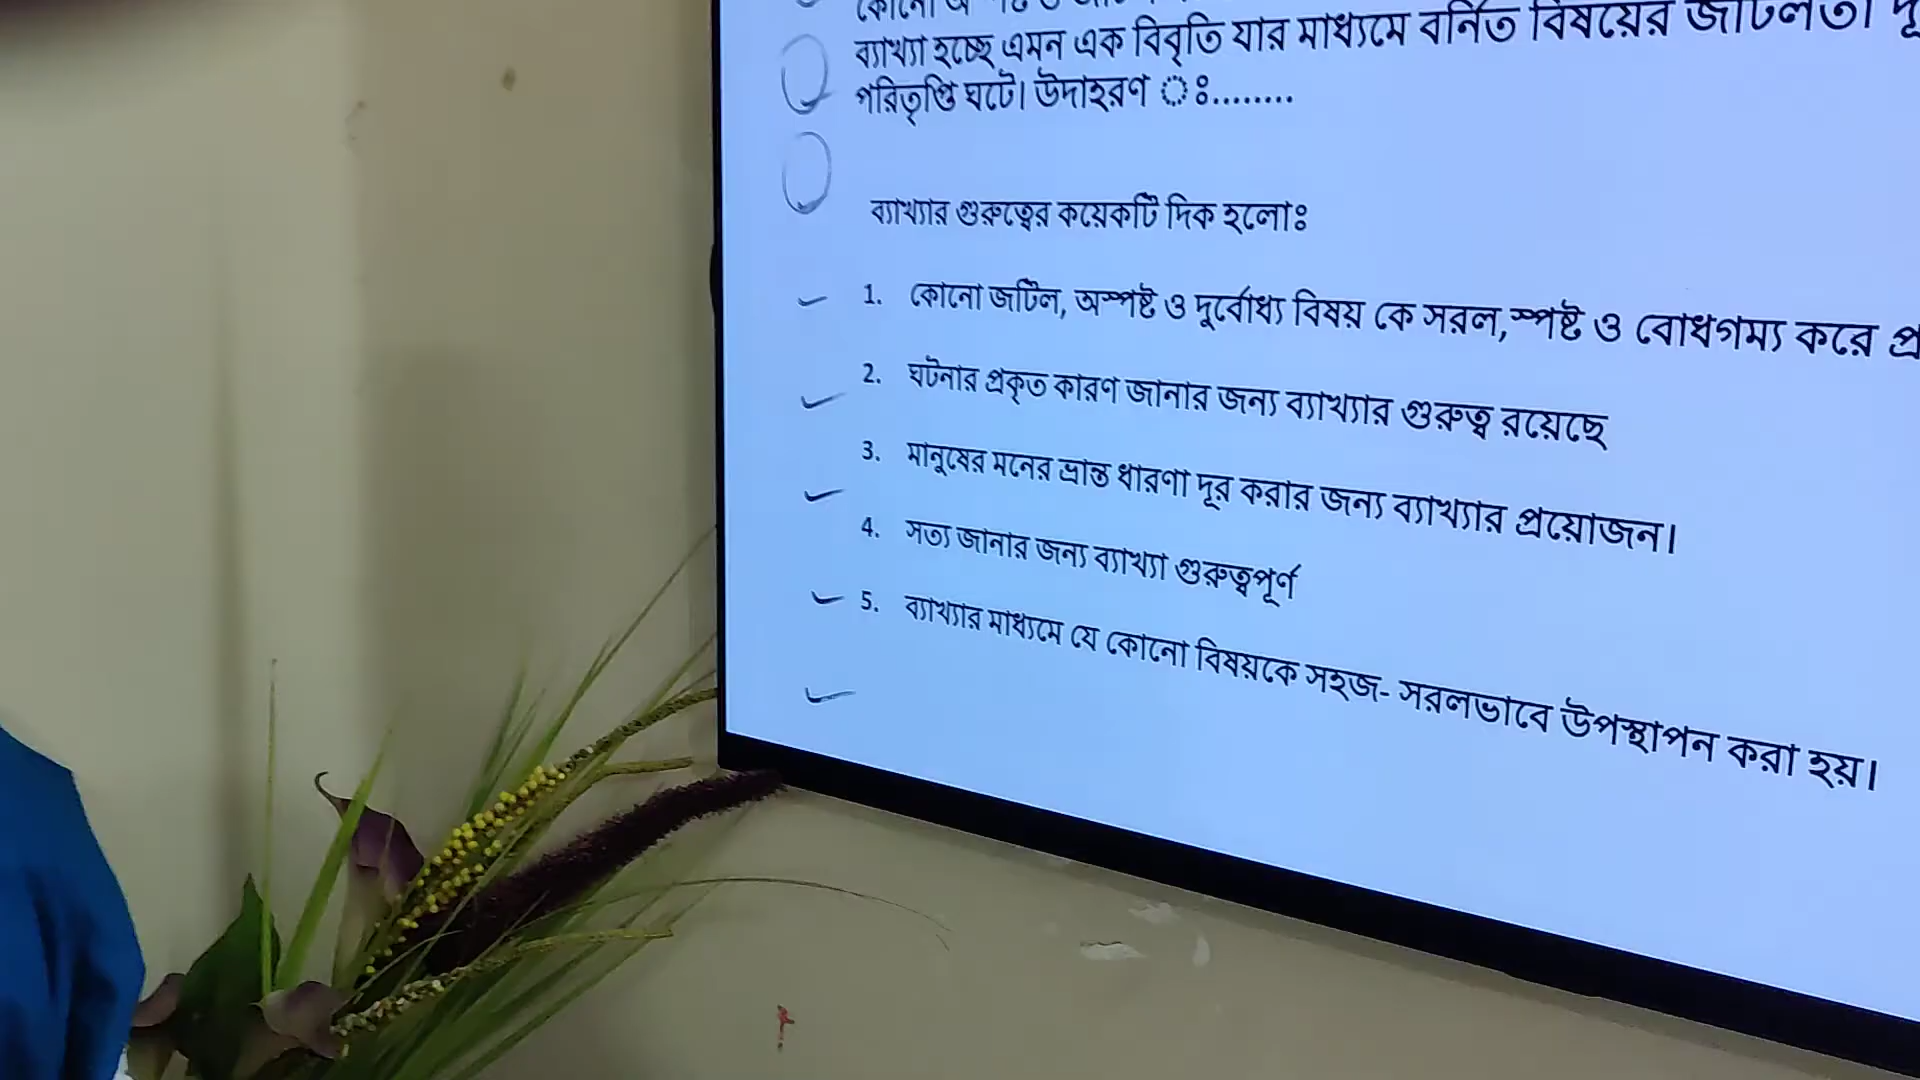 ব্যাখ্যা হচ্ছে এমন এক বিবৃতি যার মাধ্যমে বর্নিত বিষয়ের জটিলতা
পরিতৃপ্তি ঘটে। উদাহরণ ঃ........
ব্যাখ্যার গুরুত্বের কয়েকটি দিক হলোঃ
1. কোনো জটিল, অস্পষ্ট ও দুর্বোধ্য বিষয় কে সরল,স্পষ্ট ও বোধগম্য করে
2. ঘটনার প্রকৃত কারণ জানার জন্য ব্যাখ্যার গুরুত্ব রয়েছে
3. মানুষের মনের ভ্রান্ত ধারণা দূর করার জন্য ব্যাখ্যার প্রয়োজন।
4. সত্য জানার জন্য ব্যাখ্যা গুরুত্বপূর্ণ
5. ব্যাখ্যার মাধ্যমে যে কোনো বিষয়কে সহজ- সরলভাবে উপস্থাপন করা হয়।